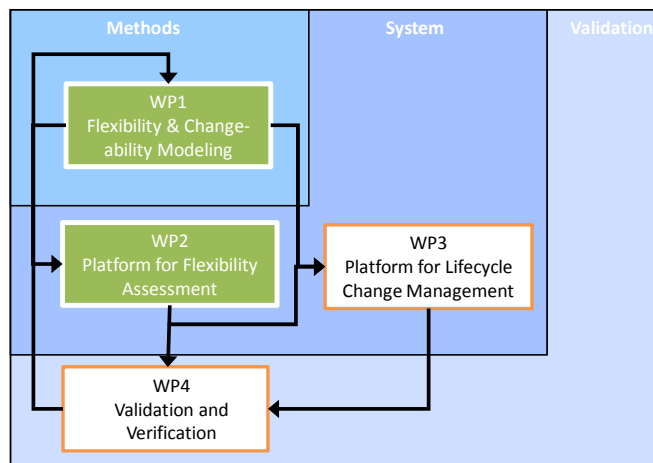 Methods
System
Validation
WP1
Flexibility & Change-
ability Modeling
WP2
Platform for Flexibility
Assessment
WP3
Platform for Lifecycle
Change Management
WP4
Validation and
Verification